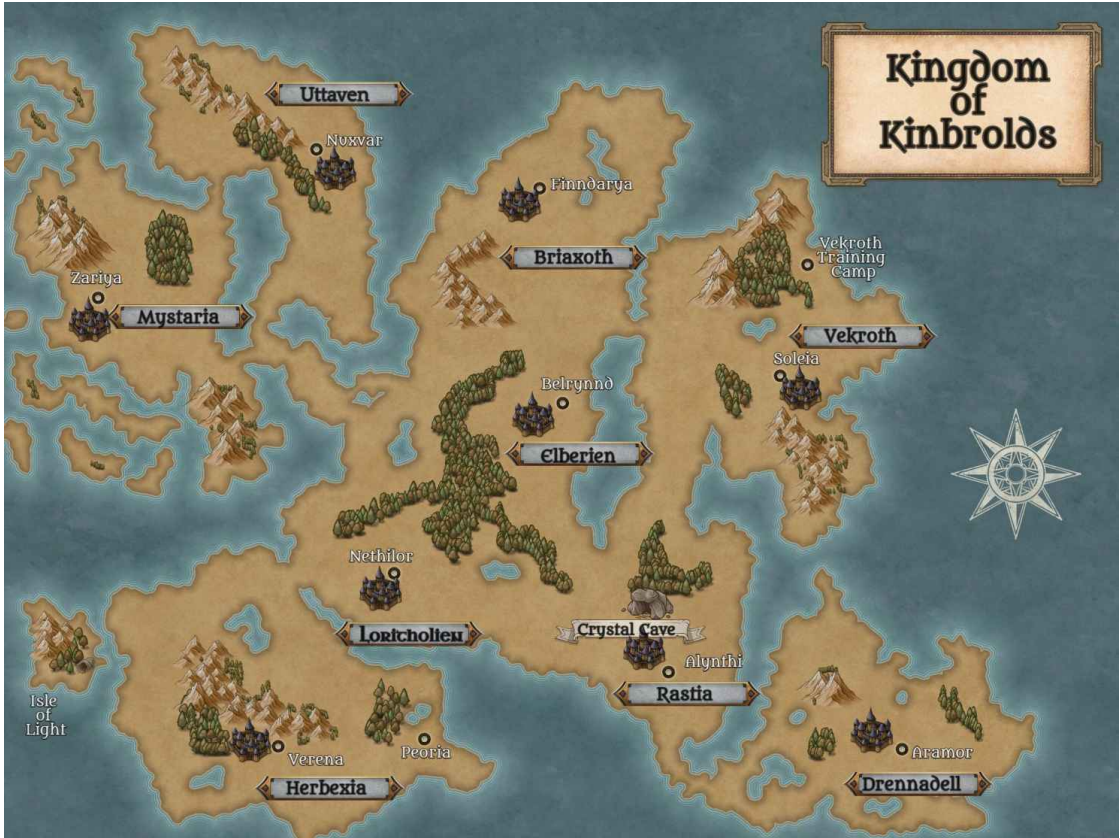 Kingdom
of
Kinbrolds
Uttaven
Nuxvar
Finndarya
Briaxoth
Vekroth
Training
Camp
Zariya
Mystaria
Vekroth
Soleia
Belrynnd
Elberien
Nethilor
Loritholien
Crystal Cave
Alynthi
Rastia
Isle
of
Light
Verena
Peoria
Herbexia
Aramor
Drennadell